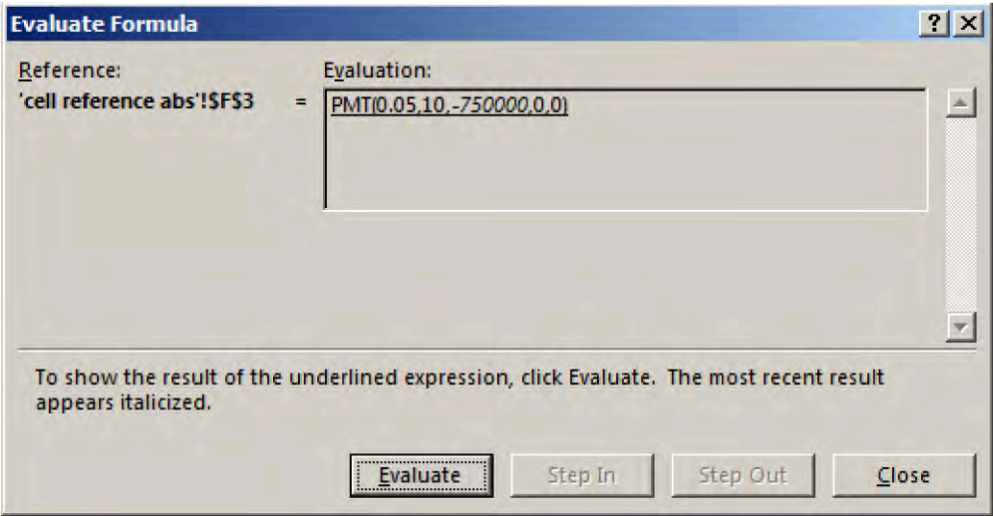 Evaluate Formula
Reference:
Evaluation:
'cell reference abs'!$F$3 = PMT(0.05,10,-750000,0,0)
To show the result of the underlined expression, click Evaluate. The most recent result
appears italicized.
Evaluate Step In Step Out Close